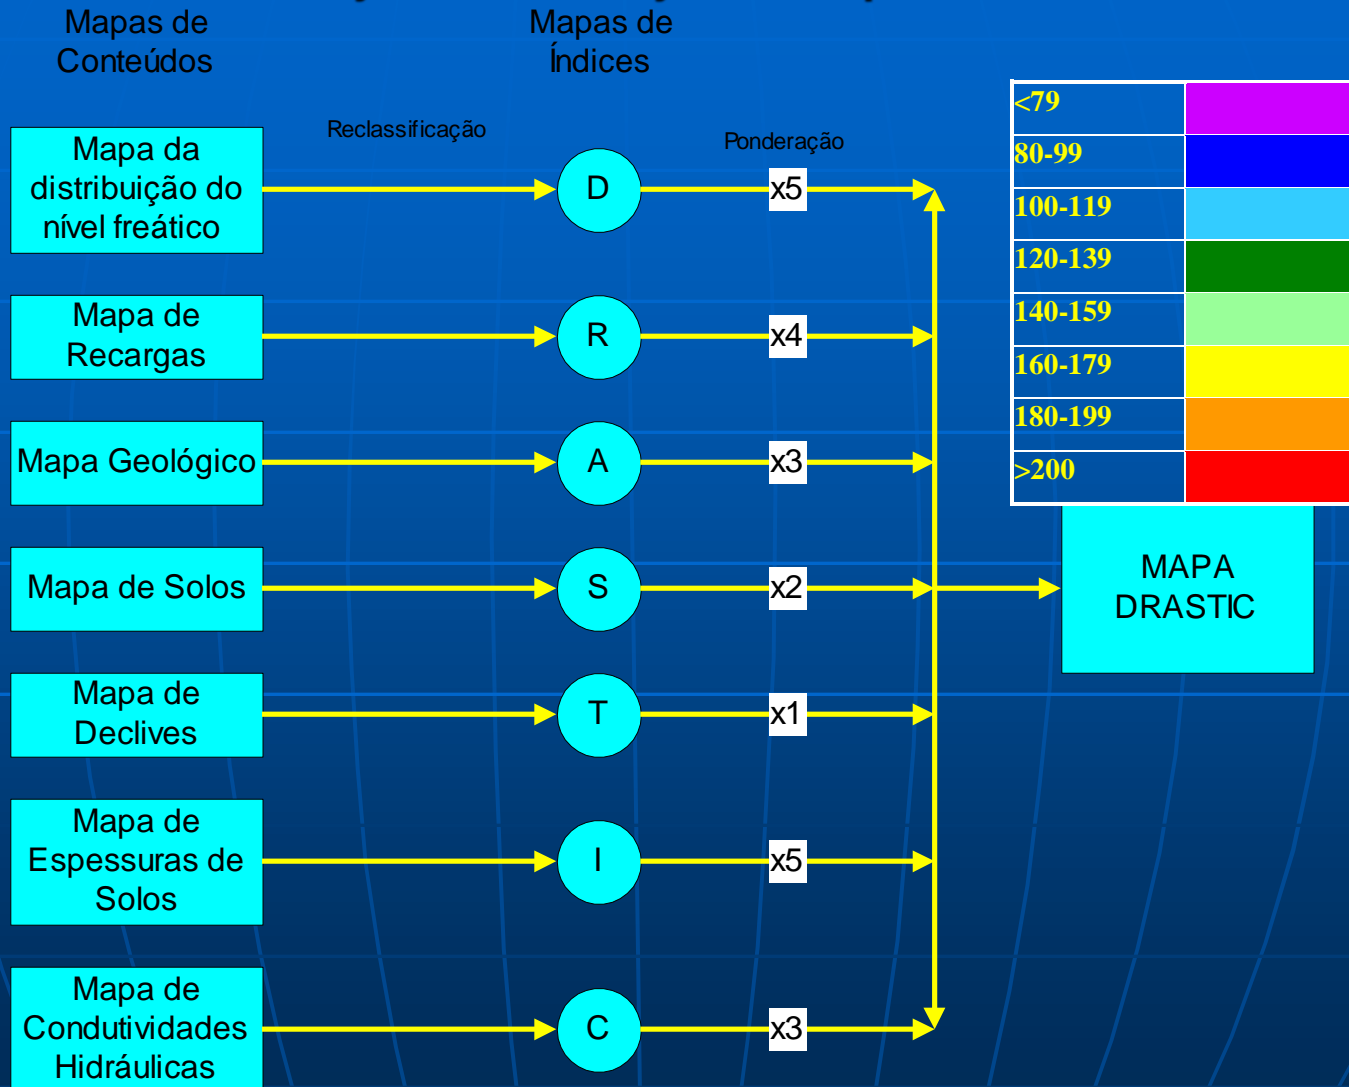 Mapas de
Conteúdos
Mapas de
Índices
Reclassificação
Ponderação
Mapa da
distribuição do
nível freático
D
x5
Mapa de
Recargas
R
x4
Mapa Geológico
A
x3
Mapa de Solos
S
x2
Mapa de
Declives
T
x1
Mapa de
Espessuras de
Solos
I
x5
Mapa de
Condutividades
Hidráulicas
C
x3
<79
80-99
100-119
120-139
140-159
160-179
180-199
>200
MAPA
DRASTIC